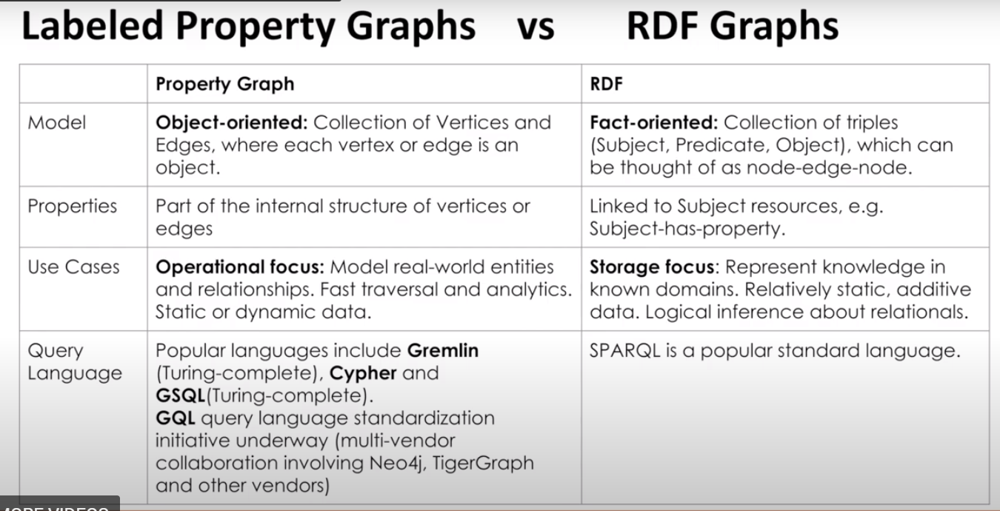 Labeled Property Graphs vs RDF Graphs
Property Graph
RDF
Model
Object-oriented: Collection of Vertices and
Edges, where each vertex or edge is an
object.
Fact-oriented: Collection of triples
(Subject, Predicate, Object), which can
be thought of as node-edge-node.
Properties
Part of the internal structure of vertices or
edges
Linked to Subject resources, e.g.
Subject-has-property.
Use Cases
Operational focus: Model real-world entities
and relationships. Fast traversal and analytics.
Static or dynamic data.
Storage focus: Represent knowledge in
known domains. Relatively static, additive
data. Logical inference about relationals.
Query
Language
Popular languages include Gremlin
(Turing-complete), Cypher and
GSQL(Turing-complete).
GQL query language standardization
initiative underway (multi-vendor
collaboration involving Neo4j, TigerGraph
and other vendors)
SPARQL is a popular standard language.
MORE VIDEOS